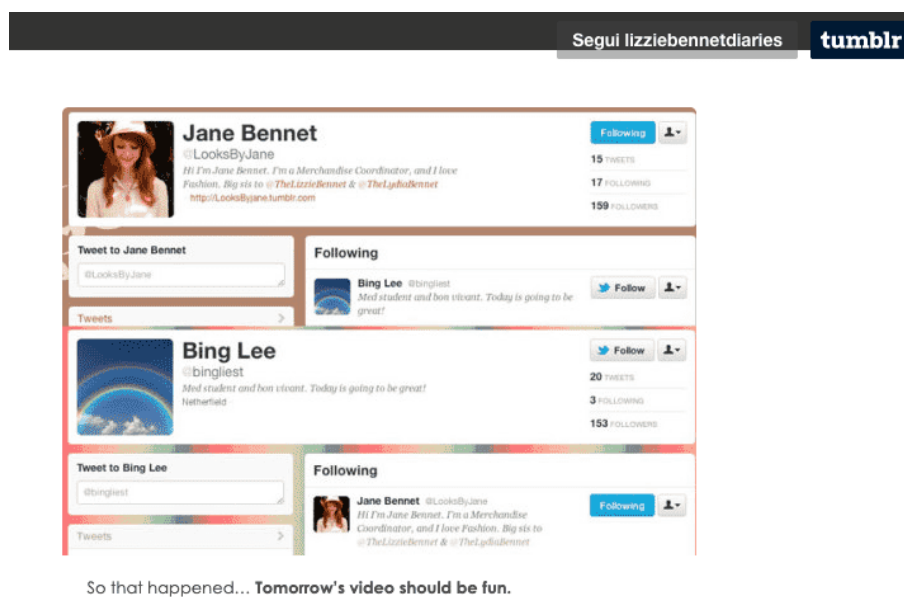 Segui lizziebennetdiaries
tumblr
Jane Bennet
@LooksByJane
Hi I'm Jane Bennet. I'm a Merchandise Coordinator, and I love
Fashion. Big sis to @TheLizzieBennet & @TheLydiaBennet
http://LooksByjane.tumblr.com
Following
15 TWEETS
17 FOLLOWING
159 FOLLOWERS
Tweet to Jane Bennet
@LooksByJane
Tweets
Following
Bing Lee @bingliest
Med student and bon vivant. Today is going to be
great!
Follow
Bing Lee
@bingliest
Med student and bon vivant. Today is going to be great!
Netherfield
Follow
20 TWEETS
3 FOLLOWING
153 FOLLOWERS
Tweet to Bing Lee
@bingliest
Tweets
Following
Jane Bennet @LooksByJane
Hi I'm Jane Bennet. I'm a Merchandise
Coordinator, and I love Fashion. Big sis to
@TheLizzieBennet & @TheLydiaBennet
Following
So that happened… Tomorrow's video should be fun.